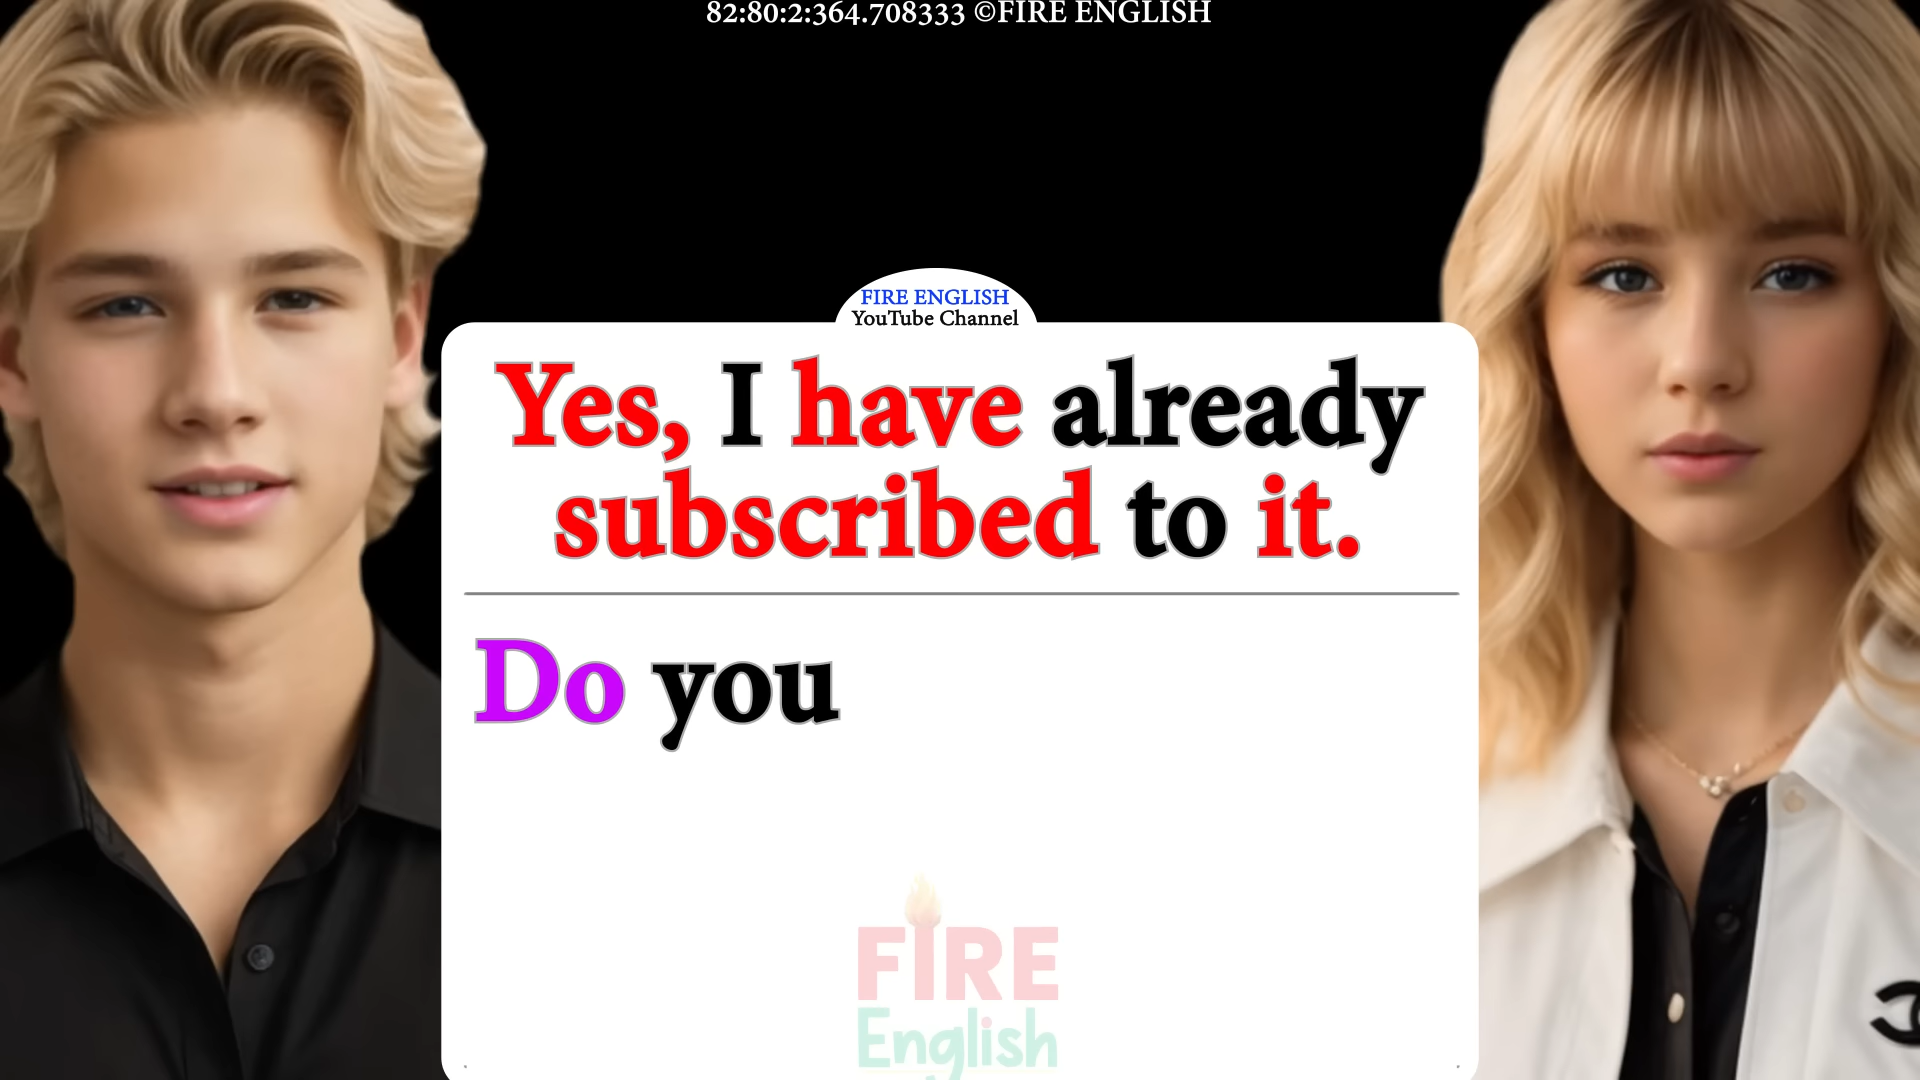 82:80:2:364.708333 ©FIRE ENGLISH
FIRE ENGLISH
YouTube Channel
Yes, I have already
subscribed to it.
Do you
FIRE
English